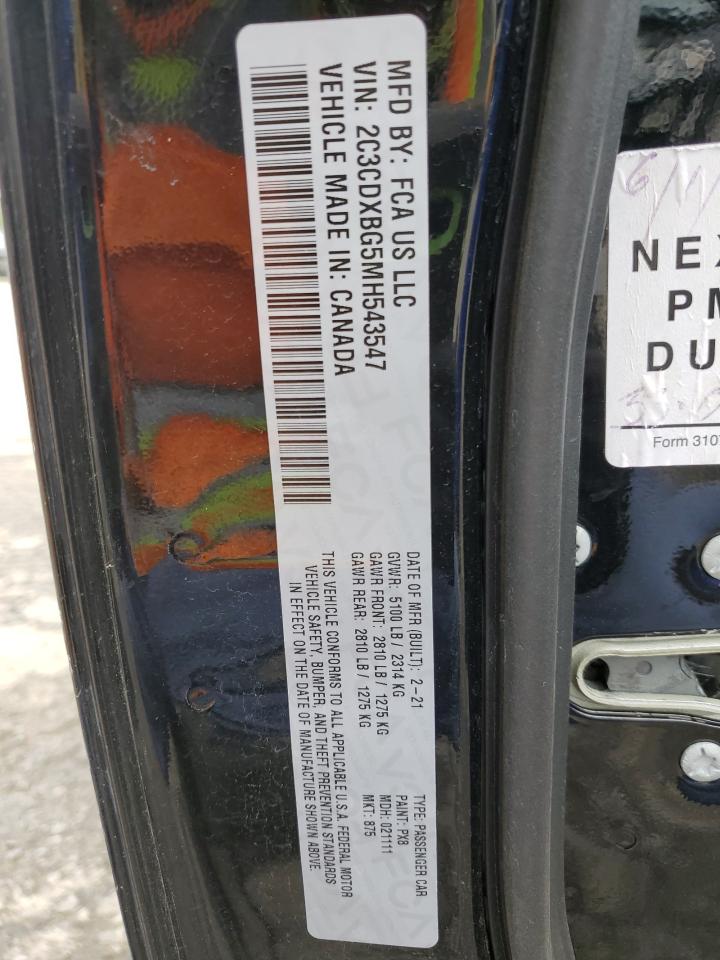 MFD BY: FCA US LLC
VIN: 2C3CDXBG5MH543547
VEHICLE MADE IN: CANADA
DATE OF MFR (BUILT): 2-21
GVWR: 5100 LB / 2314 KG
GAWR FRONT: 2810 LB / 1275 KG
GAWR REAR: 2810 LB / 1275 KG
THIS VEHICLE CONFORMS TO ALL APPLICABLE U.S.A. FEDERAL MOTOR
VEHICLE SAFETY, BUMPER, AND THEFT PREVENTION STANDARDS
IN EFFECT ON THE DATE OF MANUFACTURE SHOWN ABOVE.
TYPE: PASSENGER CAR
PAINT: PX8
MDH: 021111
MKT: 875
NEX
PM
DU
Form 3107